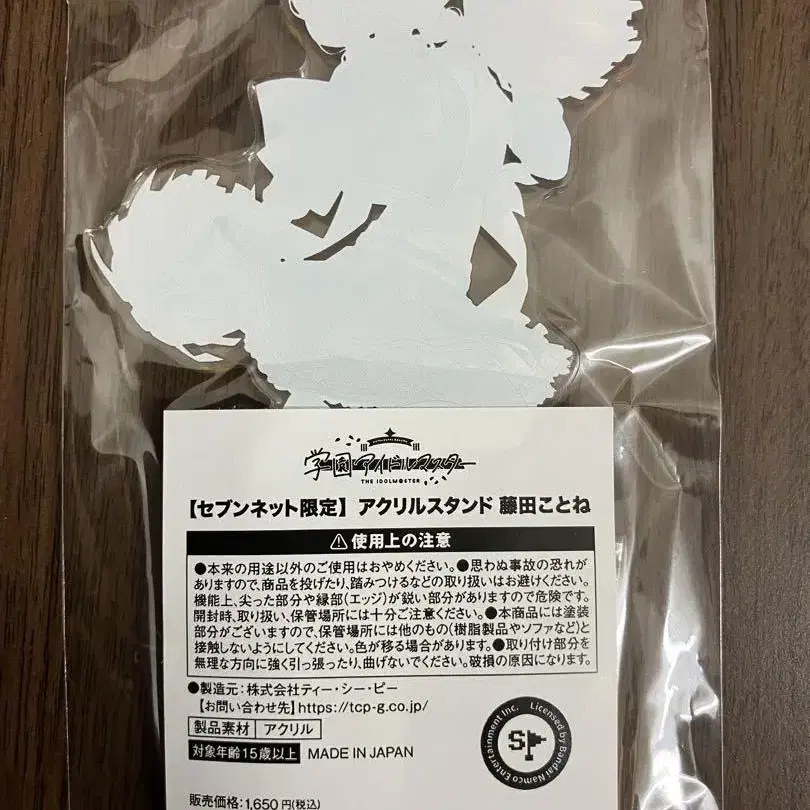 学園アイドルマスター
THE IDOLM@STER
【セブンネット限定】アクリルスタンド 藤田ことね
⚠使用上の注意
●本来の用途以外のご使用はおやめください。●思わぬ事故の恐れが
ありますので、商品を投げたり、踏みつけるなどの取り扱いはお避けください。
機能上、尖った部分や縁部(エッジ)が鋭い部分がありますので危険です。
開封時、取り扱い、保管場所には十分ご注意ください。●本商品には塗装
部分がございますので、保管場所には他のもの(樹脂製品やソファなど)と
接触しないようにしてください。色が移る場合があります。●取り付け部分を
無理な方向に強く引っ張ったり、曲げないでください。破損の原因になります。
●製造元:株式会社ティー・シー・ピー
【お問い合わせ先】https://tcp-g.co.jp/
製品素材 アクリル
対象年齢15歳以上 MADE IN JAPAN
Licensed by Bandai Namco Entertainment Inc.
販売価格:1,650円(税込)